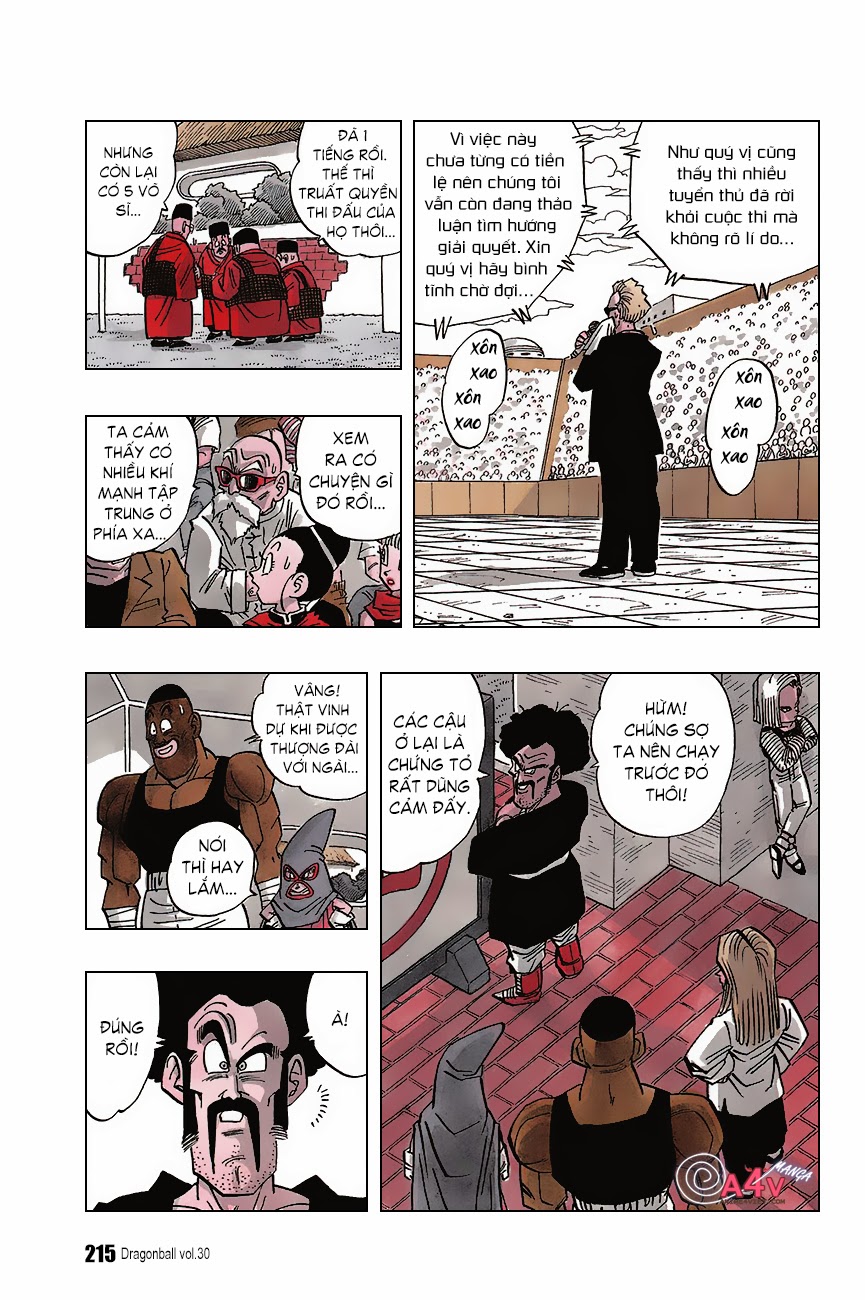 Như quý vị cũng
thấy thì nhiều
tuyển thủ đã rời
khỏi cuộc thi mà
không rõ lí do...
Vì việc này
chưa từng có tiền
lệ nên chúng tôi
vẫn còn đang thảo
luận tìm hướng
giải quyết. Xin
quý vị hãy bình
tĩnh chờ đợi...
XÔN
XAO
XÔN
XAO
XÔN
XAO
XÔN
XAO
ĐÃ 1
TIẾNG RỒI.
THẾ THÌ
TRUẤT QUYỀN
THI ĐẤU CỦA
HỌ THÔI...
NHƯNG
CÒN LẠI
CÓ 5 VÕ
SĨ...
XEM
RA CÓ
CHUYỆN GÌ
ĐÓ RỒI...
TA CẢM
THẤY CÓ
NHIỀU KHÍ
MẠNH TẬP
TRUNG Ở
PHÍA XA...
HỪM!
CHÚNG SỢ
TA NÊN CHẠY
TRƯỚC ĐÓ
THÔI!
CÁC CẬU
Ở LẠI LÀ
CHỨNG TỎ
RẤT DŨNG
CẢM ĐẤY.
VÂNG!
THẬT VINH
DỰ KHI ĐƯỢC
THƯỢNG ĐÀI
VỚI NGÀI...
NÓI
THÌ HAY
LẮM...
À!
ĐÚNG
RỒI!
A4V
MANGA
215 Dragonball vol.30